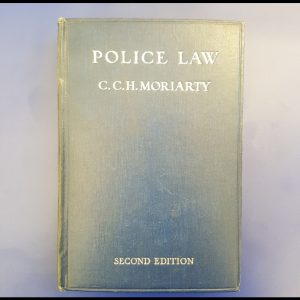 POLICE LAW
C. C. H. MORIARTY
SECOND EDITION